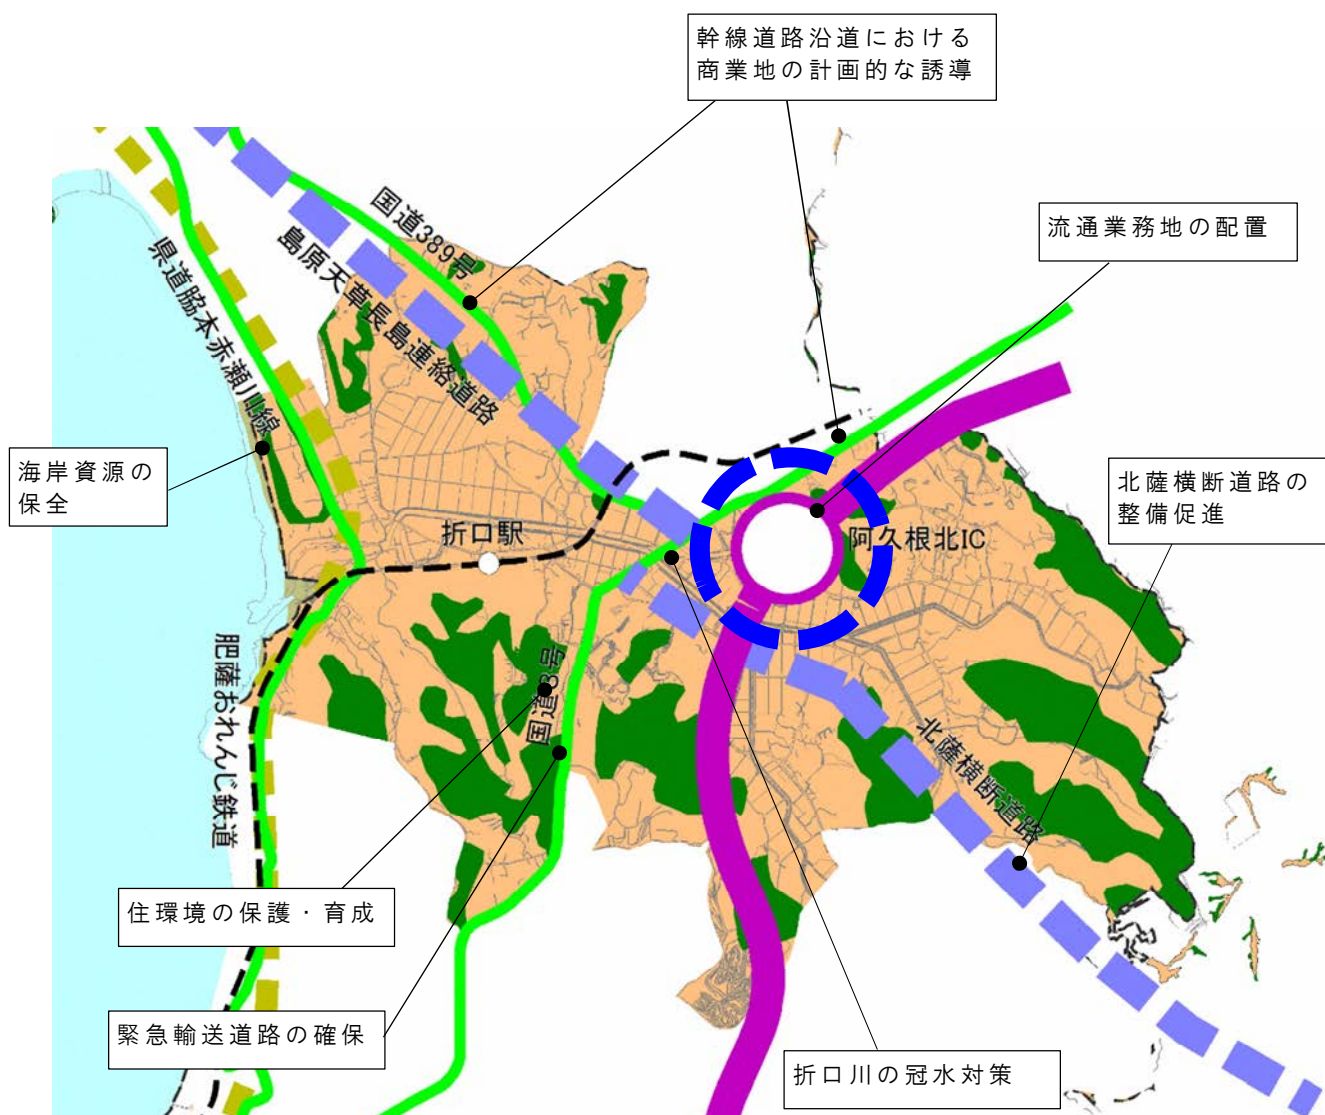 幹線道路沿道における
商業地の計画的な誘導
流通業務地の配置
国道389号
島原天草長島連絡道路
県道脇本赤瀬川線
海岸資源の
保全
北薩横断道路の
整備促進
折口駅
阿久根北IC
肥薩おれんじ鉄道
国道3号
北薩横断道路
住環境の保護・育成
緊急輸送道路の確保
折口川の冠水対策